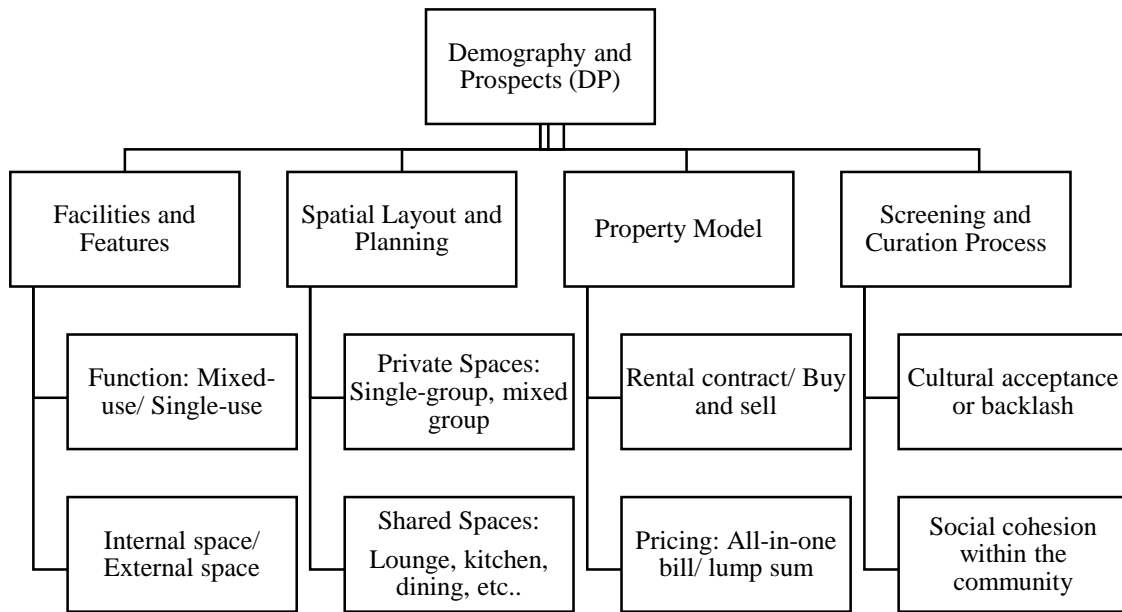 Demography and
Prospects (DP)
Facilities and
Features
Spatial Layout and
Planning
Property Model
Screening and
Curation Process
Function: Mixed-
use/ Single-use
Private Spaces:
Single-group, mixed
group
Rental contract/ Buy
and sell
Cultural acceptance
or backlash
Internal space/
External space
Shared Spaces:
Lounge, kitchen,
dining, etc..
Pricing: All-in-one
bill/ lump sum
Social cohesion
within the
community